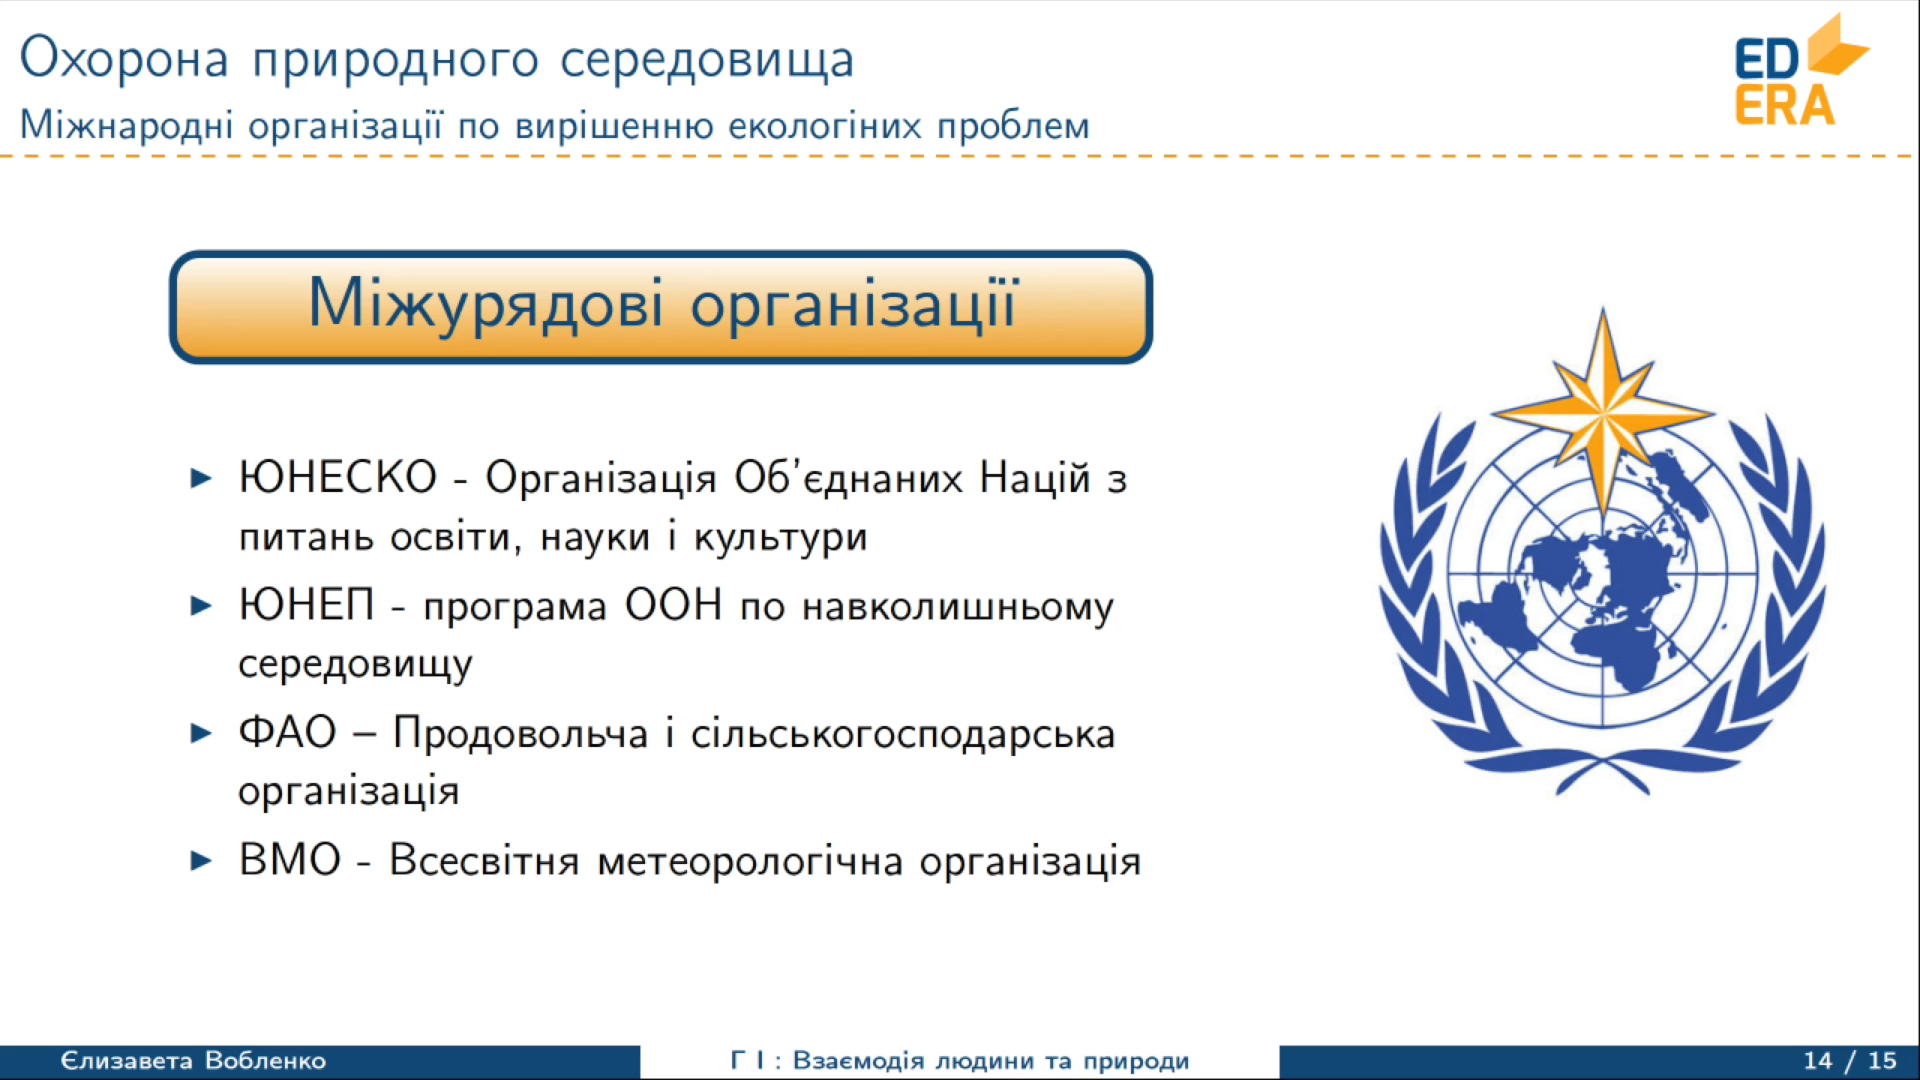 Охорона природного середовища
Міжнародні організації по вирішенню екологіних проблем
ED
ERA
Міжурядові організації
ЮНЕСКО - Організація Об'єднаних Націй з
питань освіти, науки і культури
ЮНЕП - програма ООН по навколишньому
середовищу
ФАО – Продовольча і сільськогосподарська
організація
ВМО - Всесвітня метеорологічна організація
Єлизавета Вобленко
Г I : Взаємодія людини та природи
14 / 15